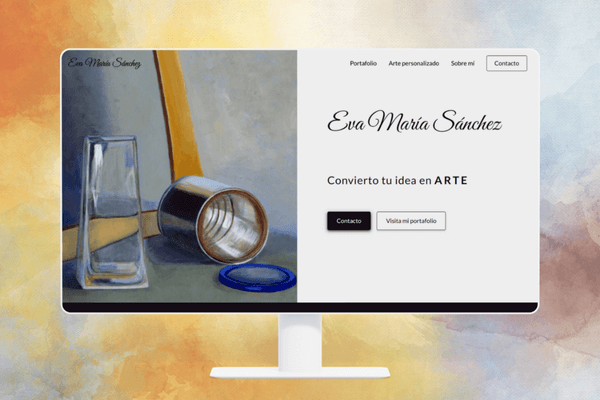 Eva María Sánchez
Portafolio Arte personalizado Sobre mí Contacto
Eva María Sánchez
Convierto tu idea en ARTE
Contacto Visita mi portafolio